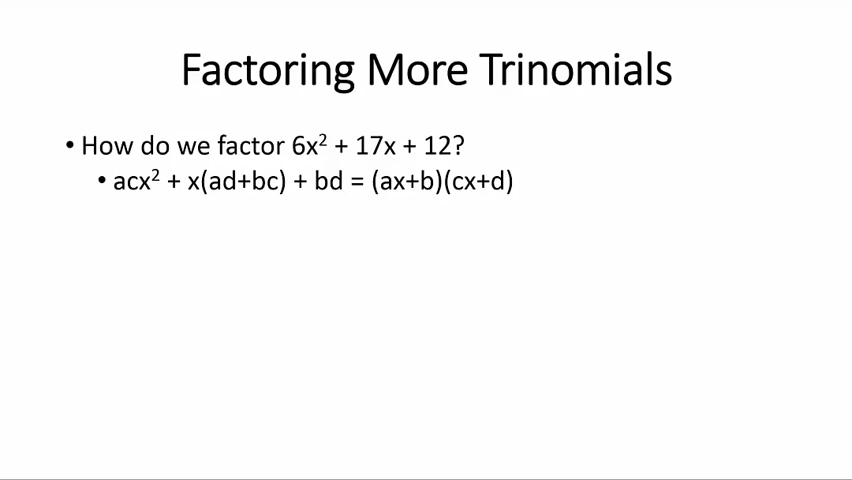 Factoring More Trinomials
• How do we factor 6x² + 17x + 12?
• acx² + x(ad+bc) + bd = (ax+b)(cx+d)